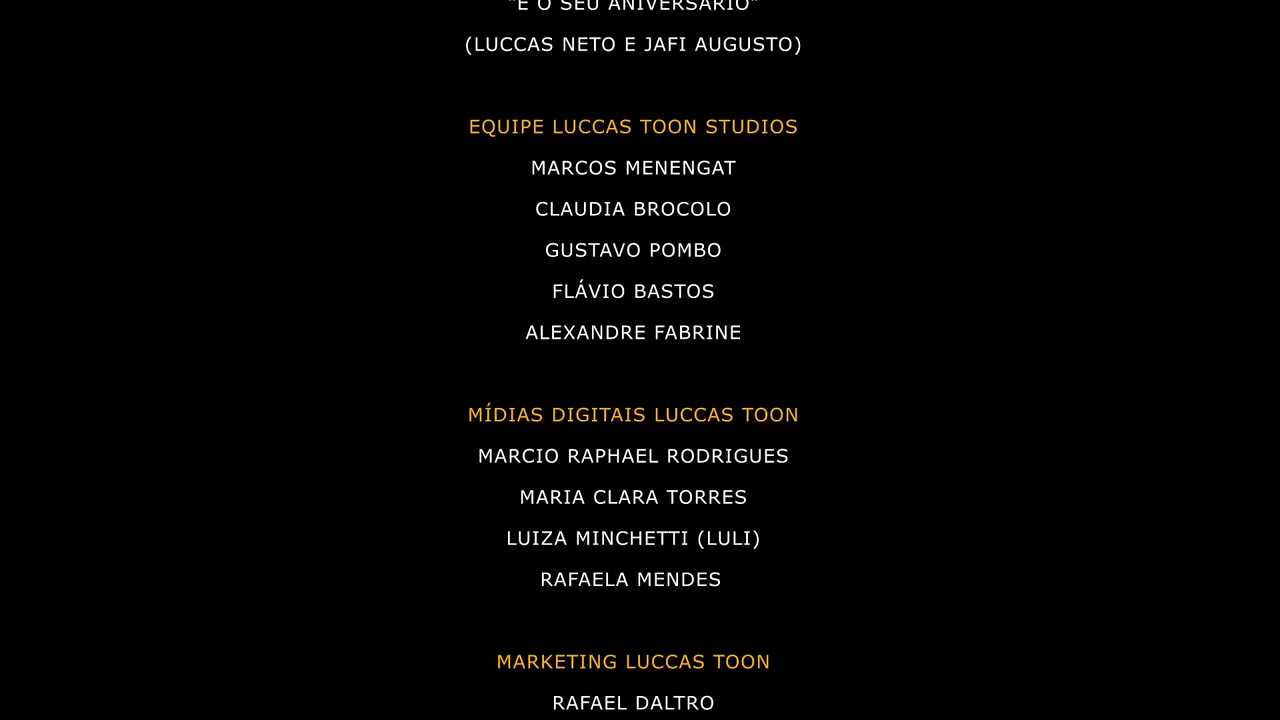 "É O SEU ANIVERSÁRIO"
(LUCCAS NETO E JAFI AUGUSTO)
EQUIPE LUCCAS TOON STUDIOS
MARCOS MENENGAT
CLAUDIA BROCOLO
GUSTAVO POMBO
FLÁVIO BASTOS
ALEXANDRE FABRINE
MÍDIAS DIGITAIS LUCCAS TOON
MARCIO RAPHAEL RODRIGUES
MARIA CLARA TORRES
LUIZA MINCHETTI (LULI)
RAFAELA MENDES
MARKETING LUCCAS TOON
RAFAEL DALTRO